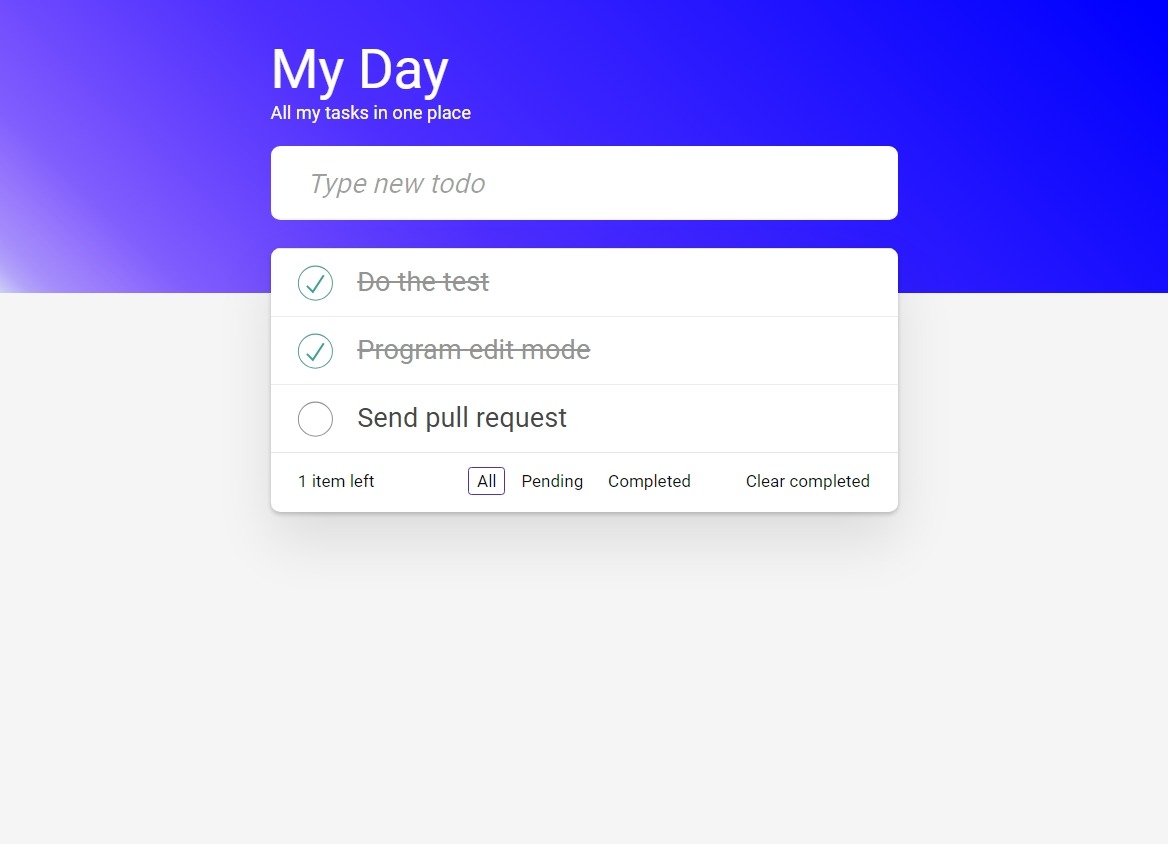 My Day
All my tasks in one place
Type new todo
Do the test
Program edit mode
Send pull request
1 item left All Pending Completed Clear completed